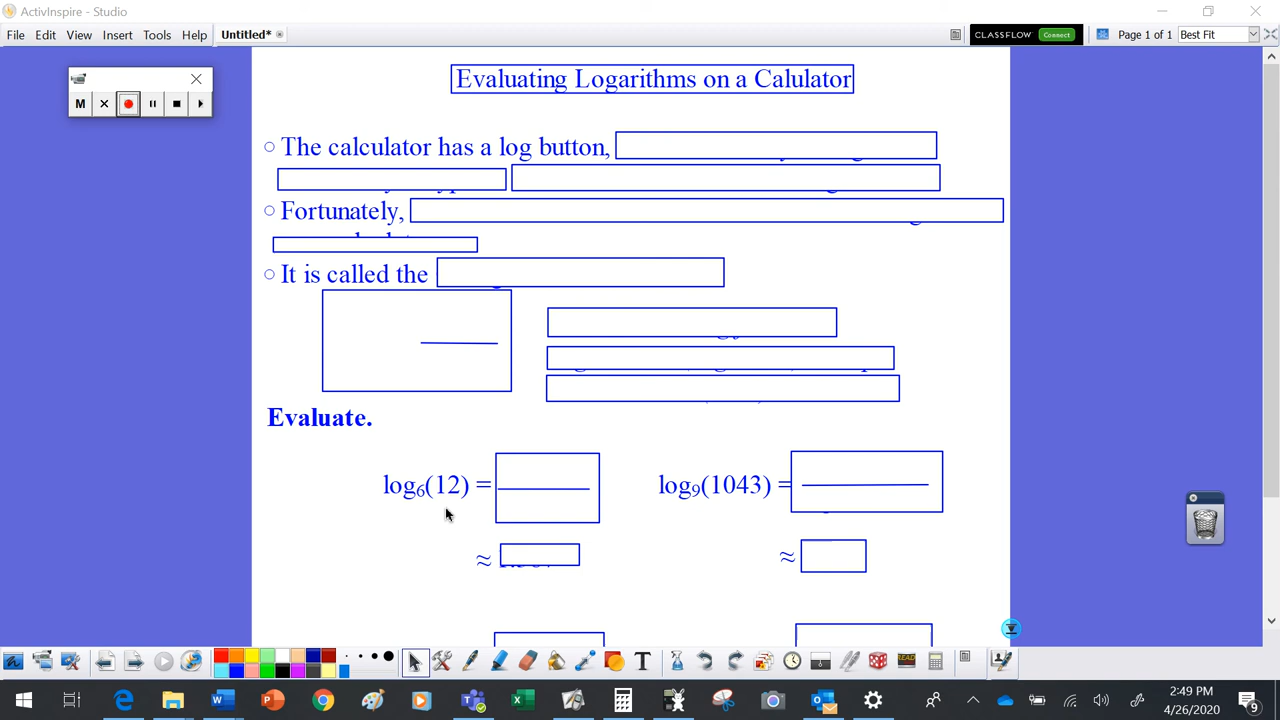 ActivInspire - Studio
File Edit View Insert Tools Help Untitled* CLASSFLOW Connect Page 1 of 1 Best Fit
M
Evaluating Logarithms on a Calulator
The calculator has a log button,
Fortunately,
It is called the
Evaluate.
log₆(12) =
log₉(1043) =
≈
≈
2:49 PM
4/26/2020
9